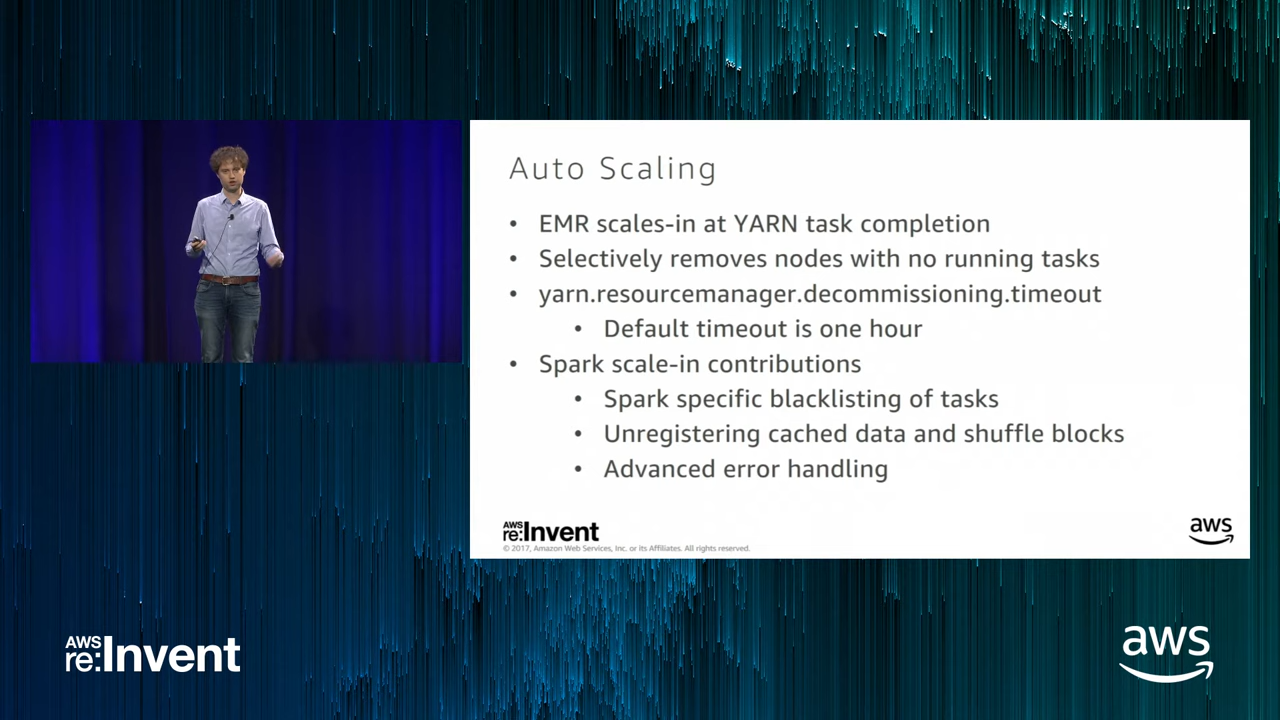 Auto Scaling
• EMR scales-in at YARN task completion
• Selectively removes nodes with no running tasks
• yarn.resourcemanager.decommissioning.timeout
• Default timeout is one hour
• Spark scale-in contributions
• Spark specific blacklisting of tasks
• Unregistering cached data and shuffle blocks
• Advanced error handling
AWS
re:Invent
© 2017, Amazon Web Services, Inc. or its Affiliates. All rights reserved.
aws
AWS
re:Invent
aws